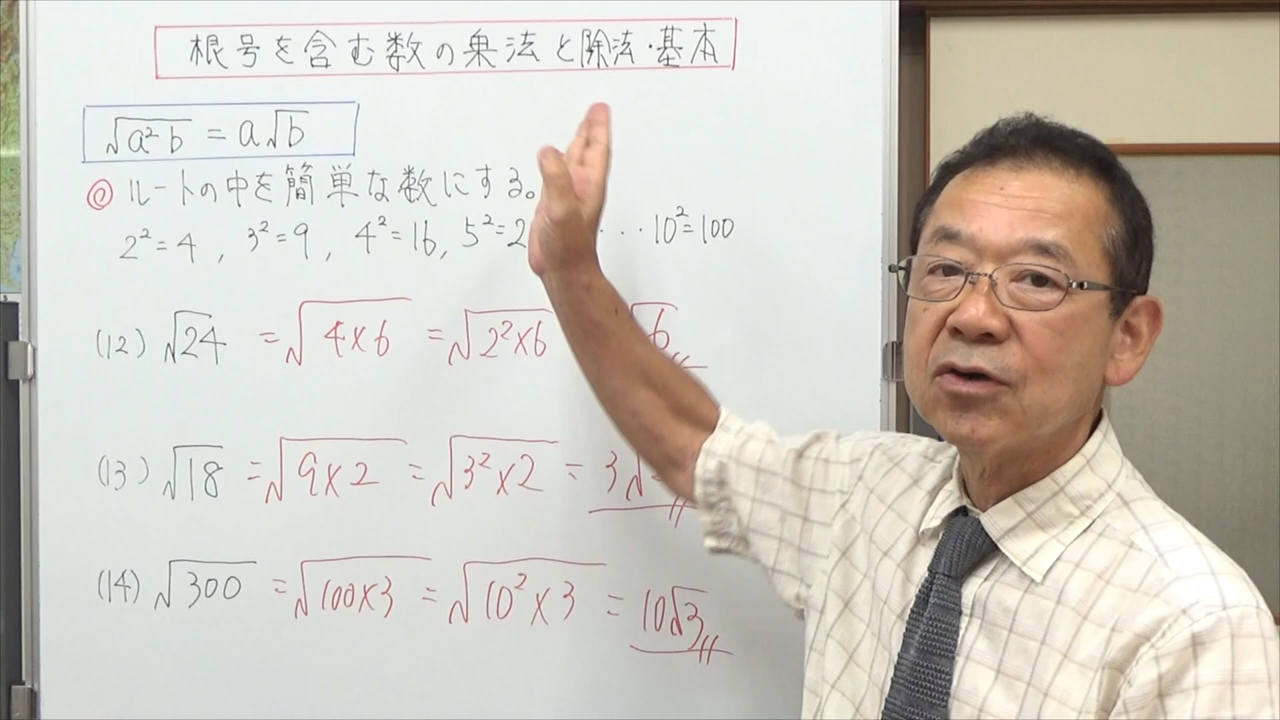 根号を含む数の乗法と除法・基本
√a²b = a√b
◎ ルートの中を簡単な数にする。
2²=4 , 3²=9 , 4²=16, 5²=2 ... 10²=100
(12) √24 = √4×6 = √2²×6 √6
(13) √18 = √9×2 = √3²×2 = 3√
(14) √300 = √100×3 = √10²×3 = 10√3